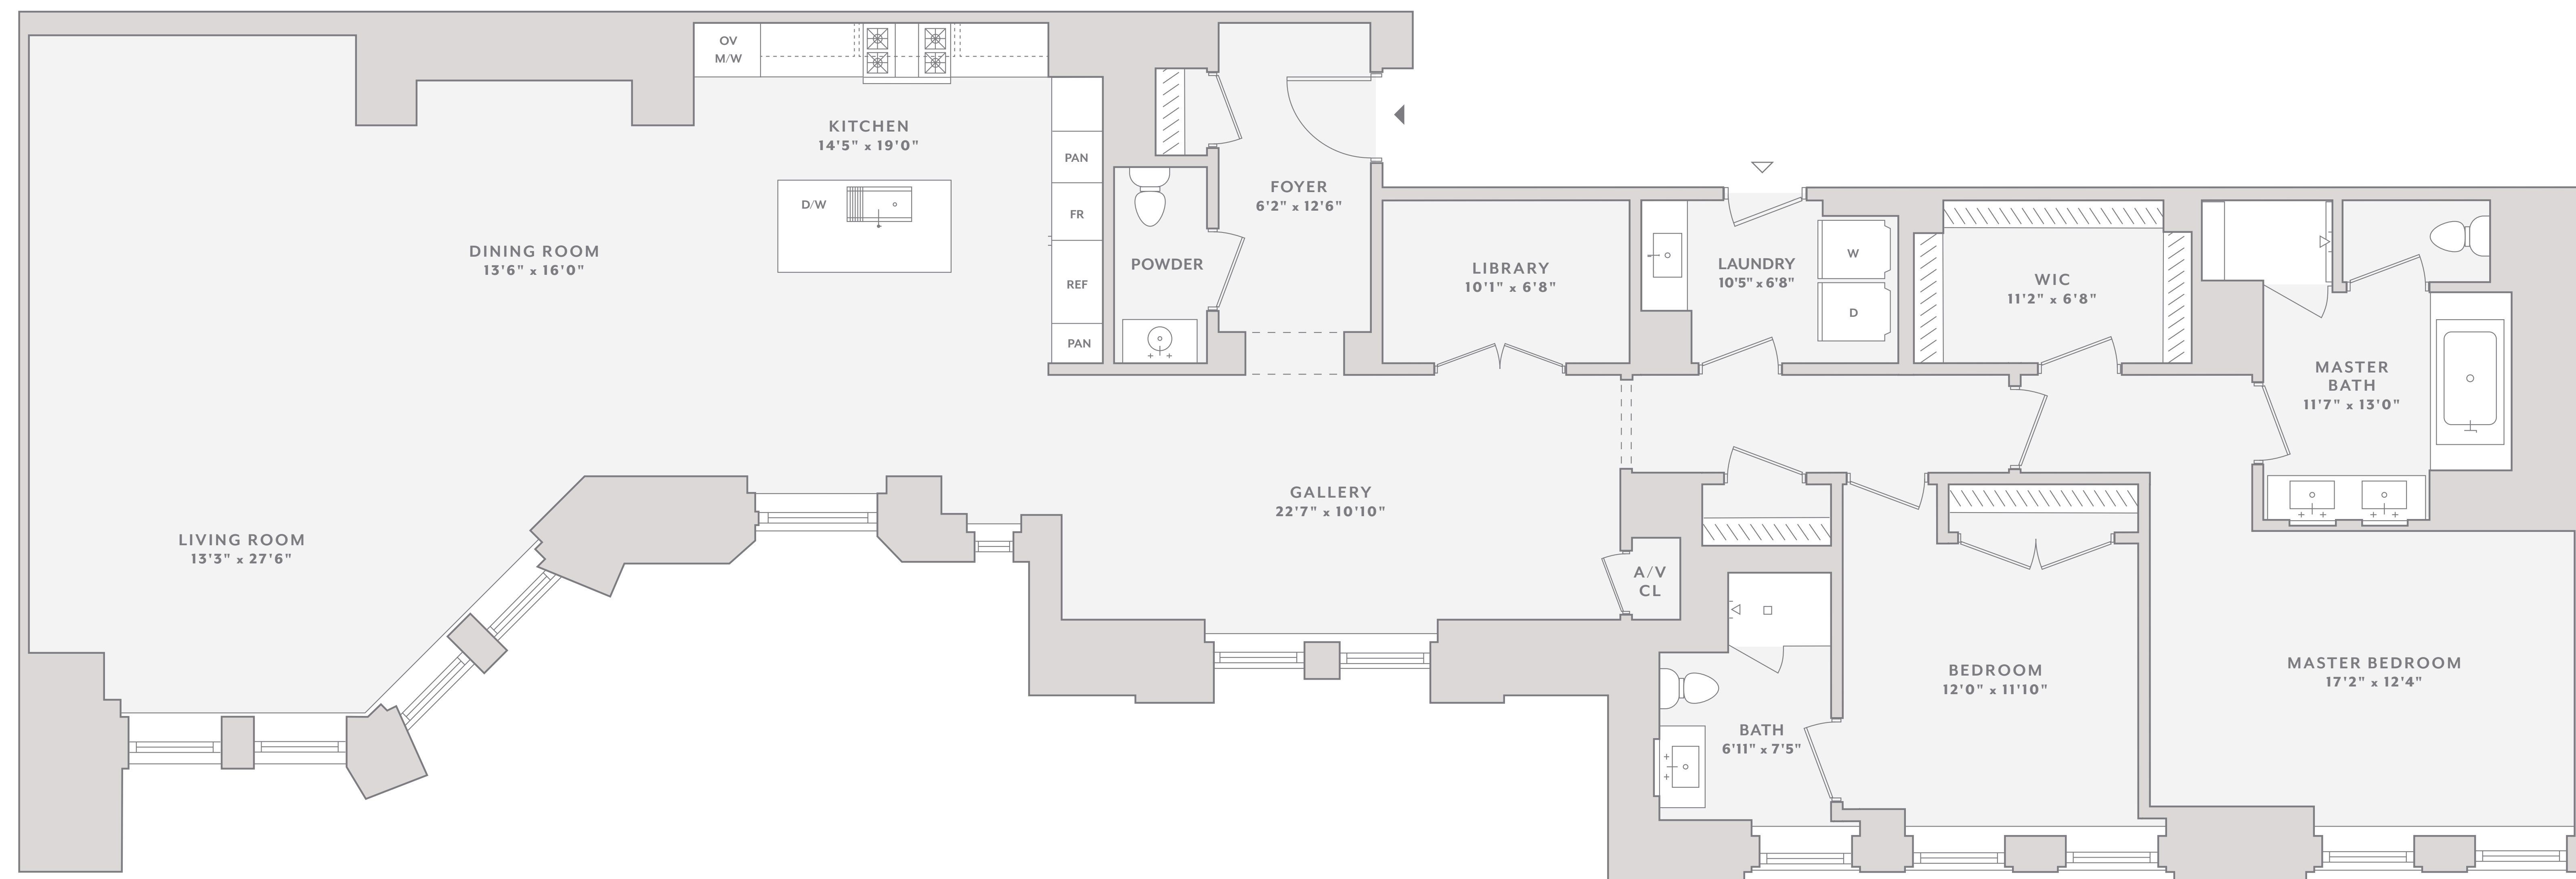 OV
M/W
KITCHEN
14'5" x 19'0"
PAN
FR
REF
PAN
D/W
DINING ROOM
13'6" x 16'0"
LIVING ROOM
13'3" x 27'6"
FOYER
6'2" x 12'6"
POWDER
LIBRARY
10'1" x 6'8"
LAUNDRY
10'5" x 6'8"
W
D
WIC
11'2" x 6'8"
MASTER
BATH
11'7" x 13'0"
GALLERY
22'7" x 10'10"
A/V
CL
BATH
6'11" x 7'5"
BEDROOM
12'0" x 11'10"
MASTER BEDROOM
17'2" x 12'4"